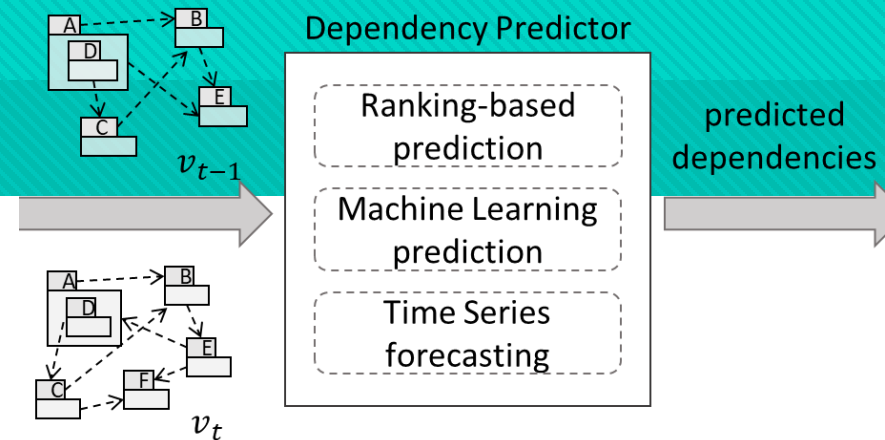 A
B
D
E
C
v_{t-1}
A
B
D
E
C
F
v_t
Dependency Predictor
Ranking-based
prediction
Machine Learning
prediction
Time Series
forecasting
predicted
dependencies